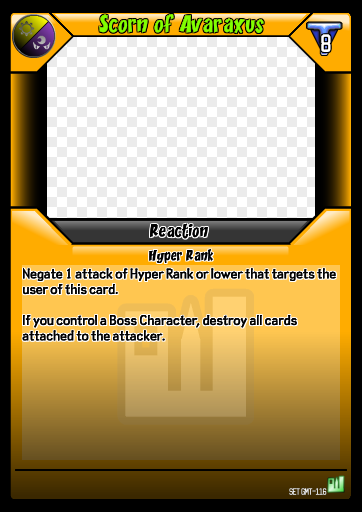 Scorn of Avaraxus
8
Reaction
Hyper Rank
Negate 1 attack of Hyper Rank or lower that targets the
user of this card.
If you control a Boss Character, destroy all cards
attached to the attacker.
SET GMT-116